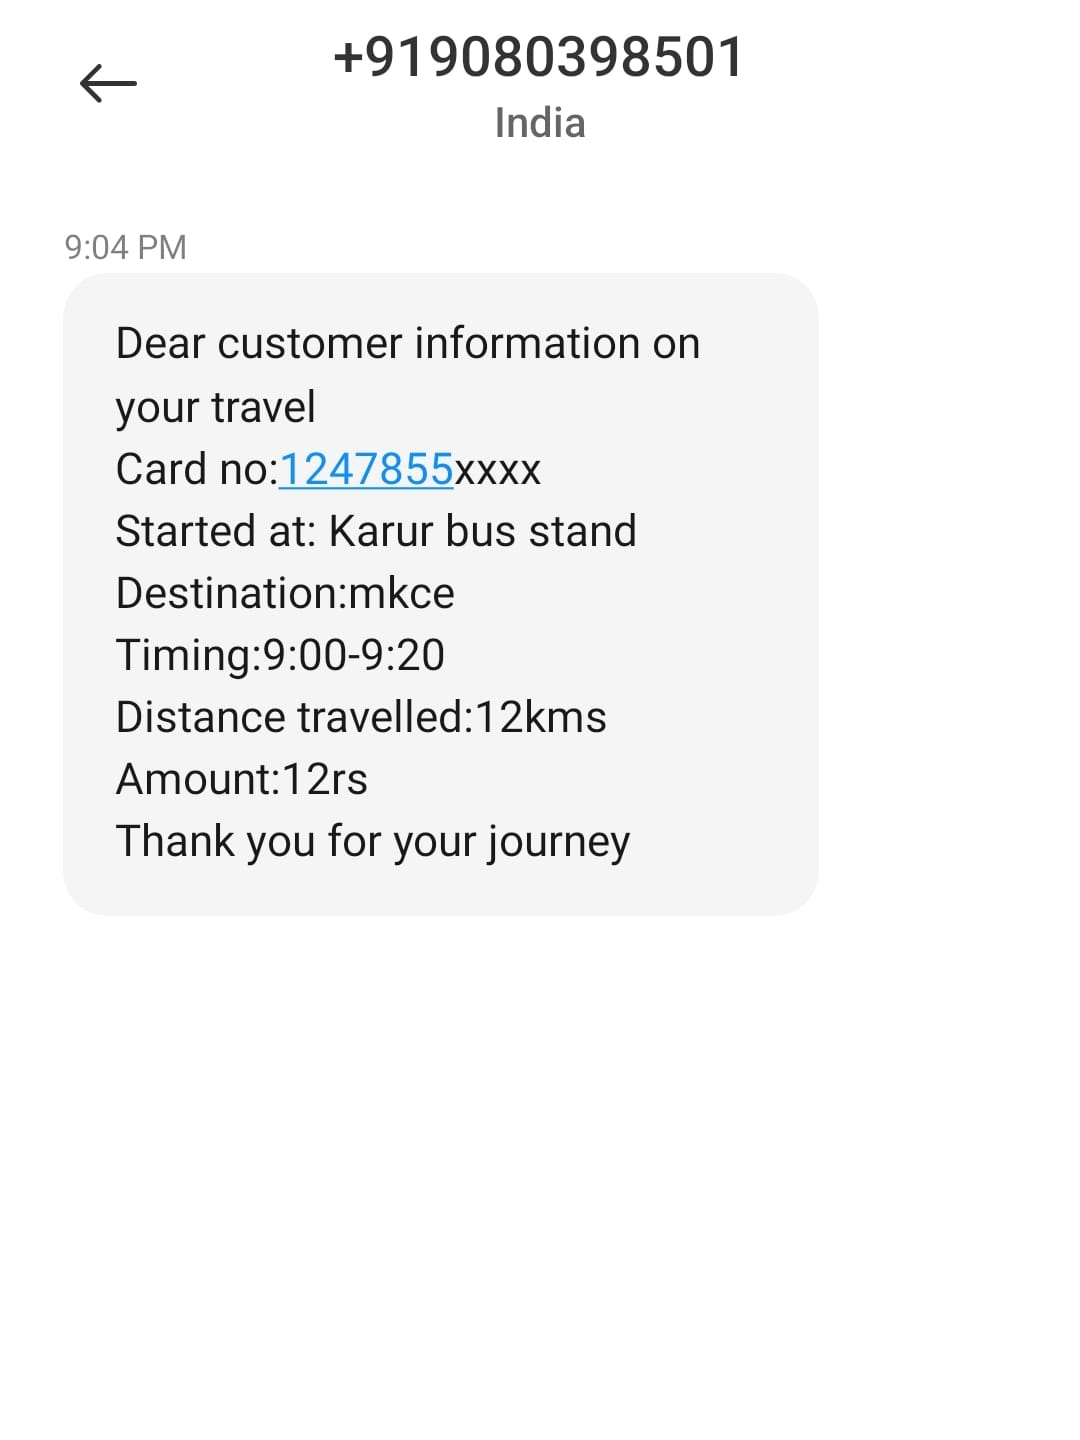 +919080398501
India
9:04 PM
Dear customer information on
your travel
Card no:1247855xxxx
Started at: Karur bus stand
Destination:mkce
Timing:9:00-9:20
Distance travelled:12kms
Amount:12rs
Thank you for your journey